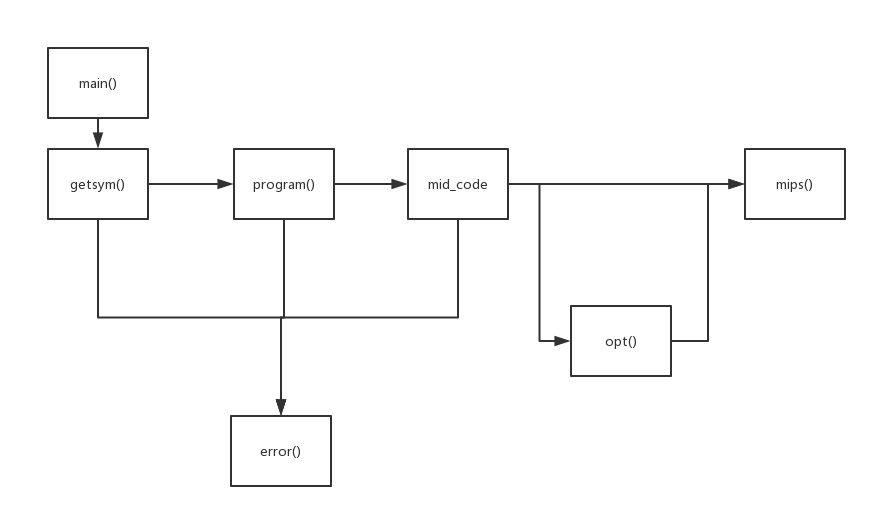 main()
getsym()
program()
mid_code
mips()
opt()
error()